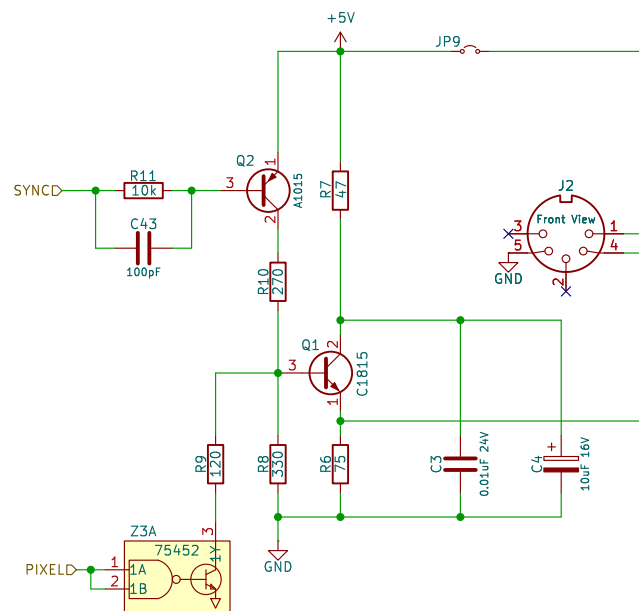 +5V
JP9
Q2
1
R11
10k
SYNC
3
A1015
R7
47
J2
C43
2
3
Front View
1
5
4
100pF
R10
270
GND
2
Q1
2
3
C1815
1
+
R9
120
R8
330
R6
75
C3
0.01uF 24V
C4
10uF 16V
3
Z3A
75452
1Y
GND
PIXEL
1
1A
2
1B